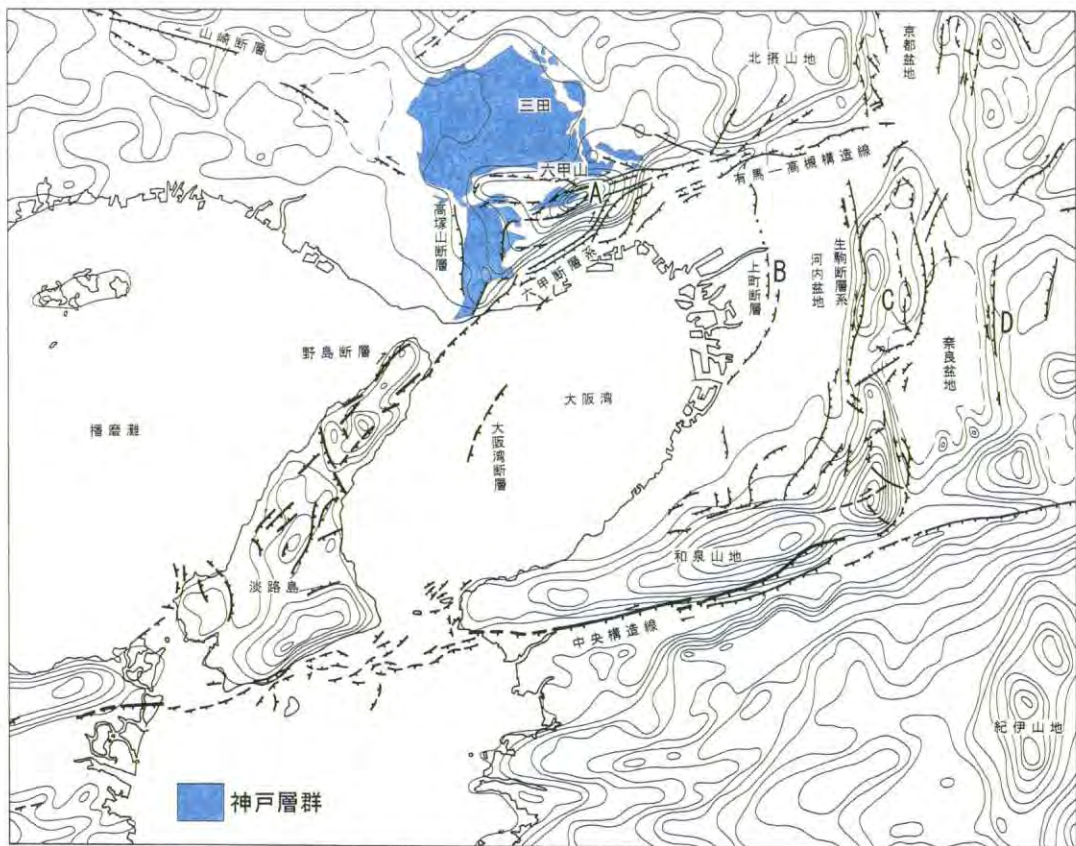 山崎断層
北摂山地
京都盆地
三田
六甲山
A
有馬－高槻構造線
高塚山断層
六甲断層系
上町断層
B
生駒断層系
河内盆地
C
D
奈良盆地
野島断層
播磨灘
大阪湾
大阪湾断層
和泉山地
淡路島
中央構造線
紀伊山地
神戸層群